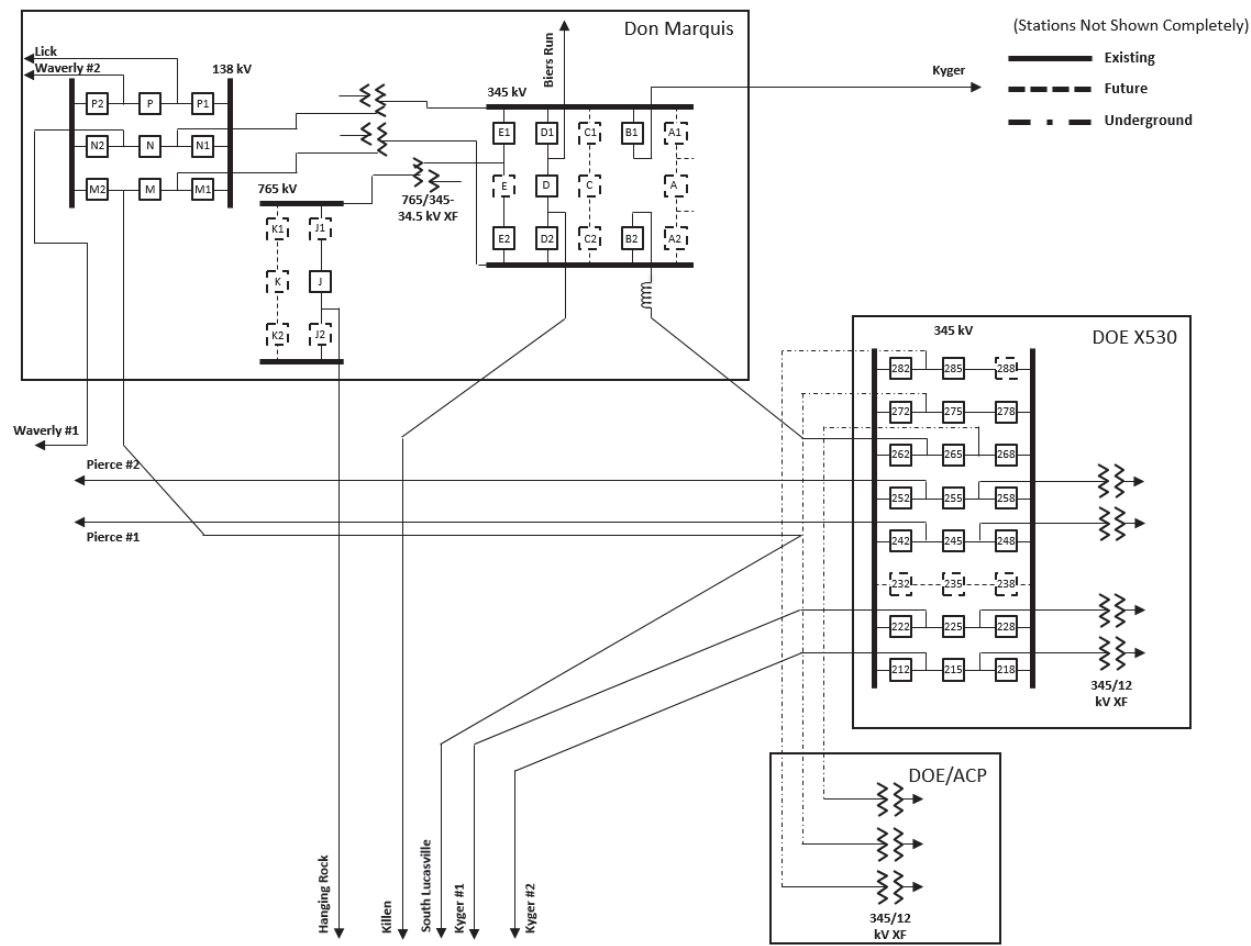 Don Marquis
(Stations Not Shown Completely)
Existing
Future
Underground
Lick
Waverly #2
138 kV
345 kV
Biers Run
Kyger
P2
P
P1
N2
N
N1
M2
M
M1
765 kV
765/345-
34.5 kV XF
E1
D1
C1
B1
A1
E
D
C
A
E2
D2
C2
B2
A2
K1
J1
K
J
K2
J2
Waverly #1
Pierce #2
Pierce #1
DOE X530
345 kV
282
285
288
272
275
278
262
265
268
252
255
258
242
245
248
232
235
238
222
225
228
212
215
218
345/12
kV XF
DOE/ACP
345/12
kV XF
Hanging Rock
Killen
South Lucasville
Kyger #1
Kyger #2